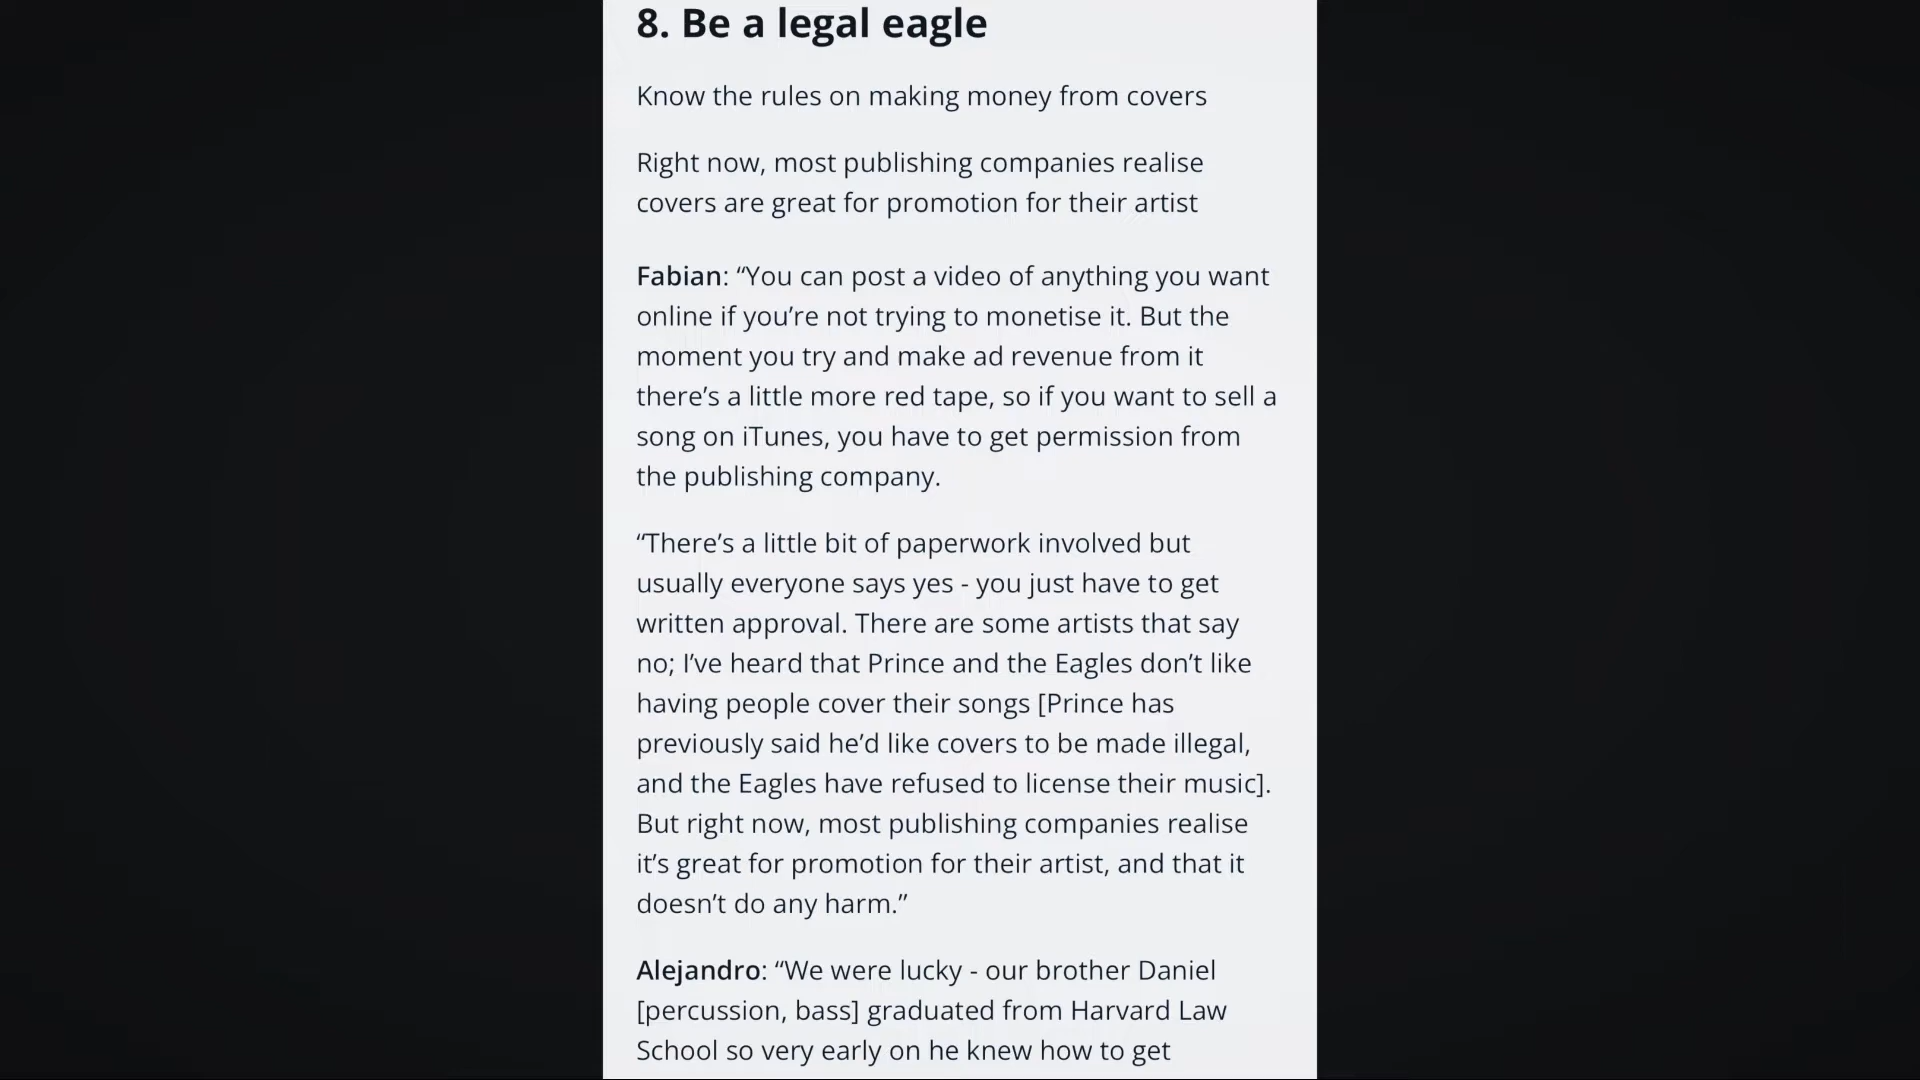 8. Be a legal eagle
Know the rules on making money from covers
Right now, most publishing companies realise
covers are great for promotion for their artist
Fabian: “You can post a video of anything you want
online if you’re not trying to monetise it. But the
moment you try and make ad revenue from it
there’s a little more red tape, so if you want to sell a
song on iTunes, you have to get permission from
the publishing company.
“There’s a little bit of paperwork involved but
usually everyone says yes - you just have to get
written approval. There are some artists that say
no; I’ve heard that Prince and the Eagles don’t like
having people cover their songs [Prince has
previously said he’d like covers to be made illegal,
and the Eagles have refused to license their music].
But right now, most publishing companies realise
it’s great for promotion for their artist, and that it
doesn’t do any harm.”
Alejandro: “We were lucky - our brother Daniel
[percussion, bass] graduated from Harvard Law
School so very early on he knew how to get